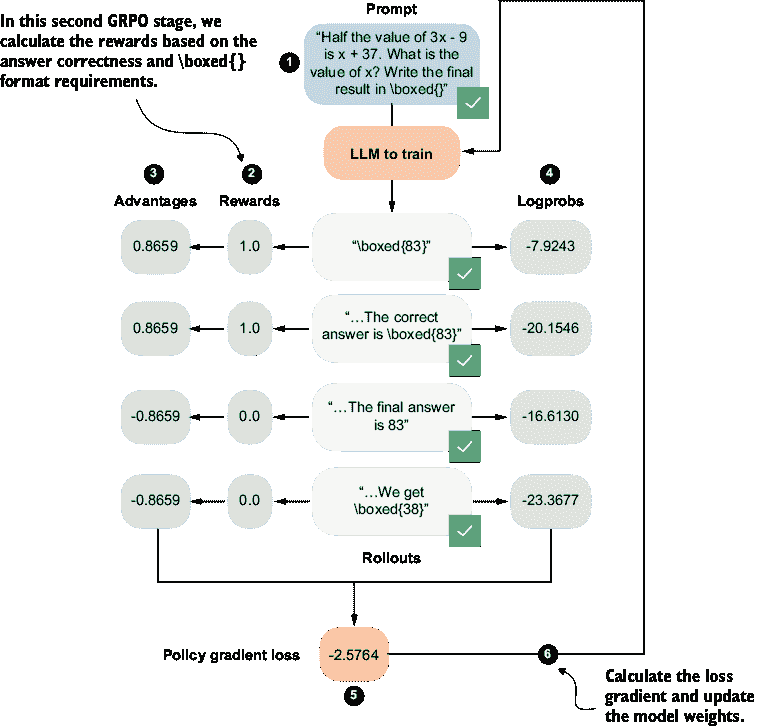 Prompt
In this second GRPO stage, we
calculate the rewards based on the
answer correctness and \boxed{}
format requirements.
1
“Half the value of 3x - 9
is x + 37. What is the
value of x? Write the final
result in \boxed{}”
LLM to train
3
2
4
Advantages
Rewards
Logprobs
0.8659
1.0
“\boxed{83}”
-7.9243
0.8659
1.0
“…The correct
answer is \boxed{83}”
-20.1546
-0.8659
0.0
“…The final answer
is 83”
-16.6130
-0.8659
0.0
“…We get
\boxed{38}”
-23.3677
Rollouts
Policy gradient loss
-2.5764
6
5
Calculate the loss
gradient and update
the model weights.